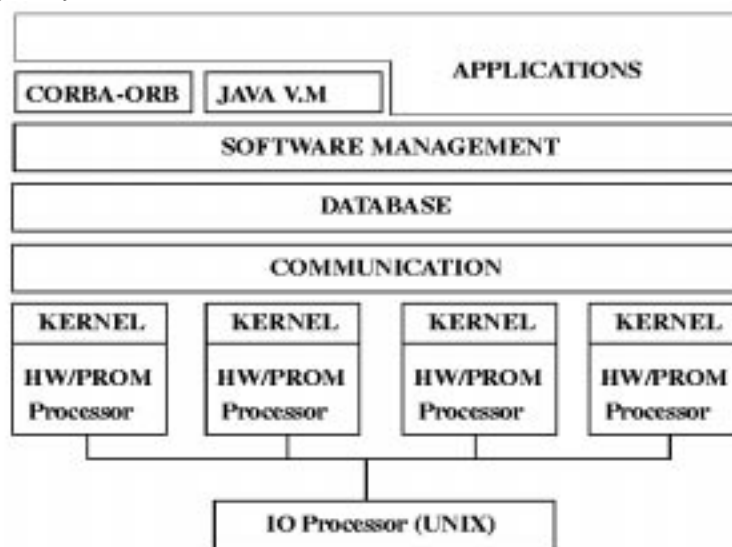 APPLICATIONS
CORBA-ORB JAVA V.M
SOFTWARE MANAGEMENT
DATABASE
COMMUNICATION
KERNEL KERNEL KERNEL KERNEL
HW/PROM HW/PROM HW/PROM HW/PROM
Processor Processor Processor Processor
IO Processor (UNIX)